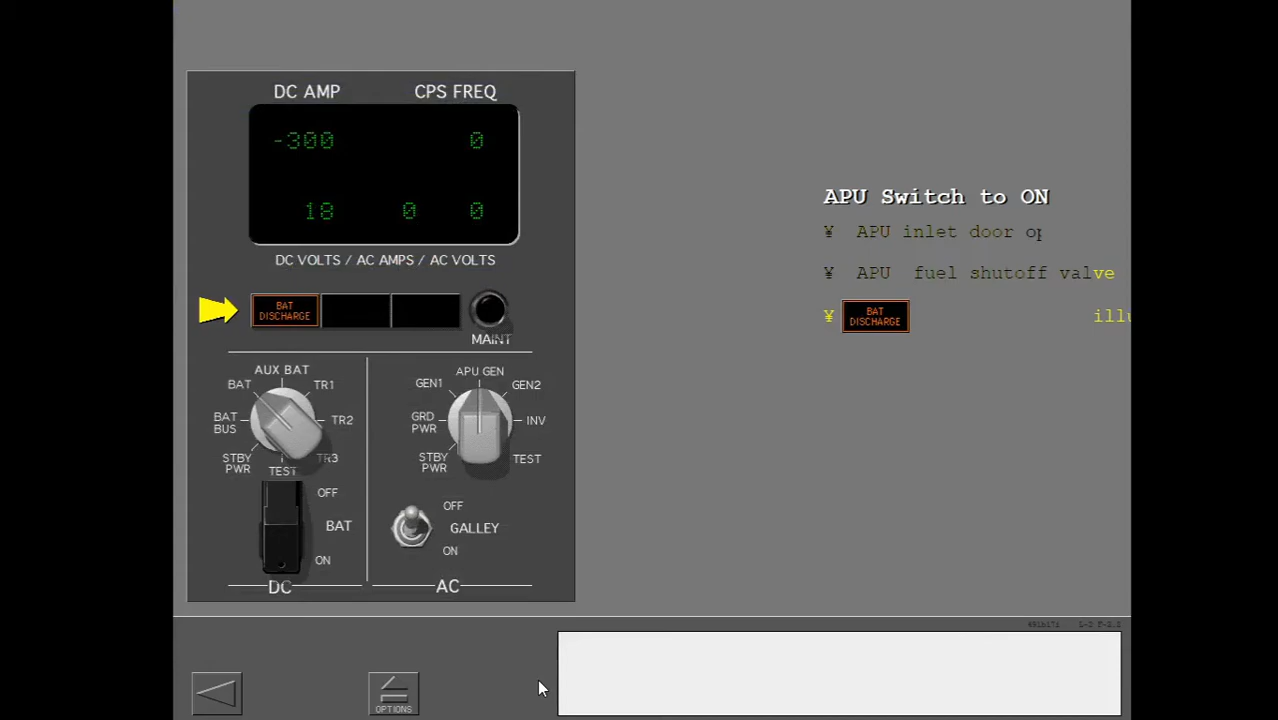 DC AMP CPS FREQ
-300 0
18 0 0
DC VOLTS / AC AMPS / AC VOLTS
BAT
DISCHARGE
MAINT
AUX BAT
BAT TR1
BAT
BUS
TR2
STBY
PWR
TEST
TR3
OFF
BAT
ON
DC
APU GEN
GEN1 GEN2
GRD
PWR
INV
STBY
PWR
TEST
OFF
GALLEY
ON
AC
APU Switch to ON
¥ APU inlet door op
¥ APU fuel shutoff valve
¥ BAT
DISCHARGE
illu
OPTIONS